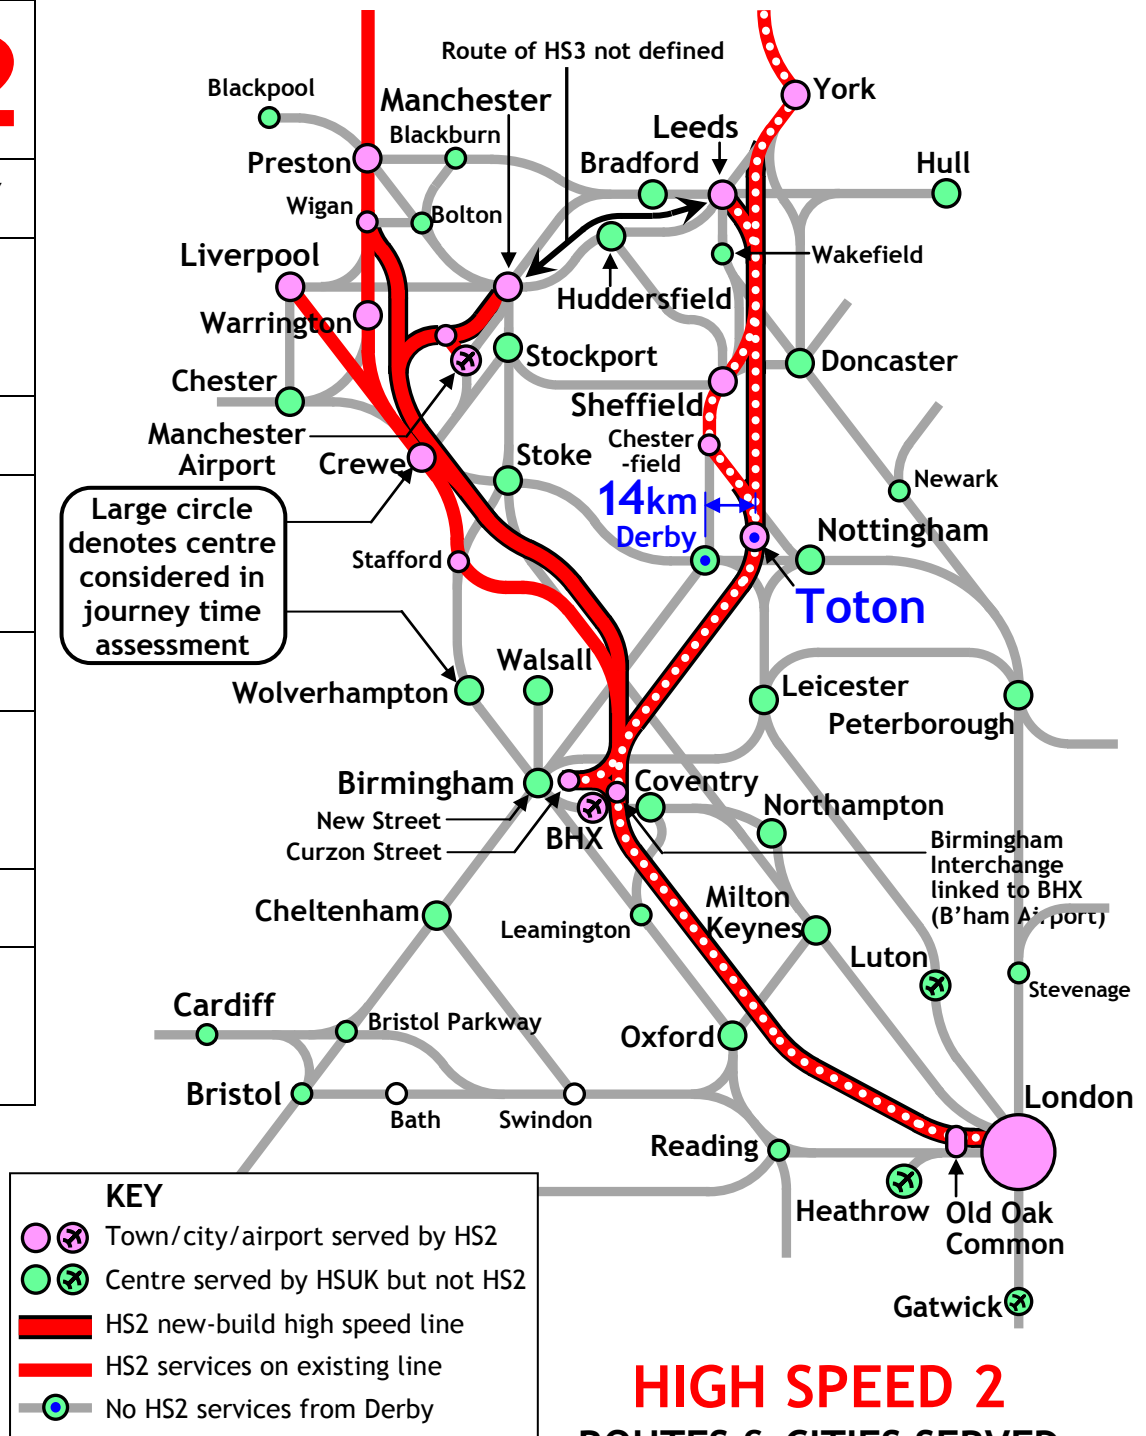 2
Route of HS3 not defined
Blackpool
Manchester
York
Blackburn
Leeds
Preston
Bradford
Hull
Wigan
Bolton
Liverpool
Wakefield
Huddersfield
Warrington
Stockport
Doncaster
Chester
Sheffield
Manchester
Airport
Chester
-field
Crewe
Stoke
Newark
14km
Large circle
denotes centre
considered in
journey time
assessment
Derby
Nottingham
Stafford
Toton
Walsall
Wolverhampton
Leicester
Peterborough
Birmingham
Coventry
New Street
Northampton
BHX
Curzon Street
Birmingham
Interchange
linked to BHX
(B'ham Airport)
Cheltenham
Leamington
Milton
Keynes
Luton
Stevenage
Cardiff
Bristol Parkway
Oxford
Bristol
Bath
Swindon
London
Reading
Heathrow
Old Oak
Common
Gatwick
KEY
Town/city/airport served by HS2
Centre served by HSUK but not HS2
HS2 new-build high speed line
HS2 services on existing line
No HS2 services from Derby
HIGH SPEED 2
ROUTES & CITIES SERVED